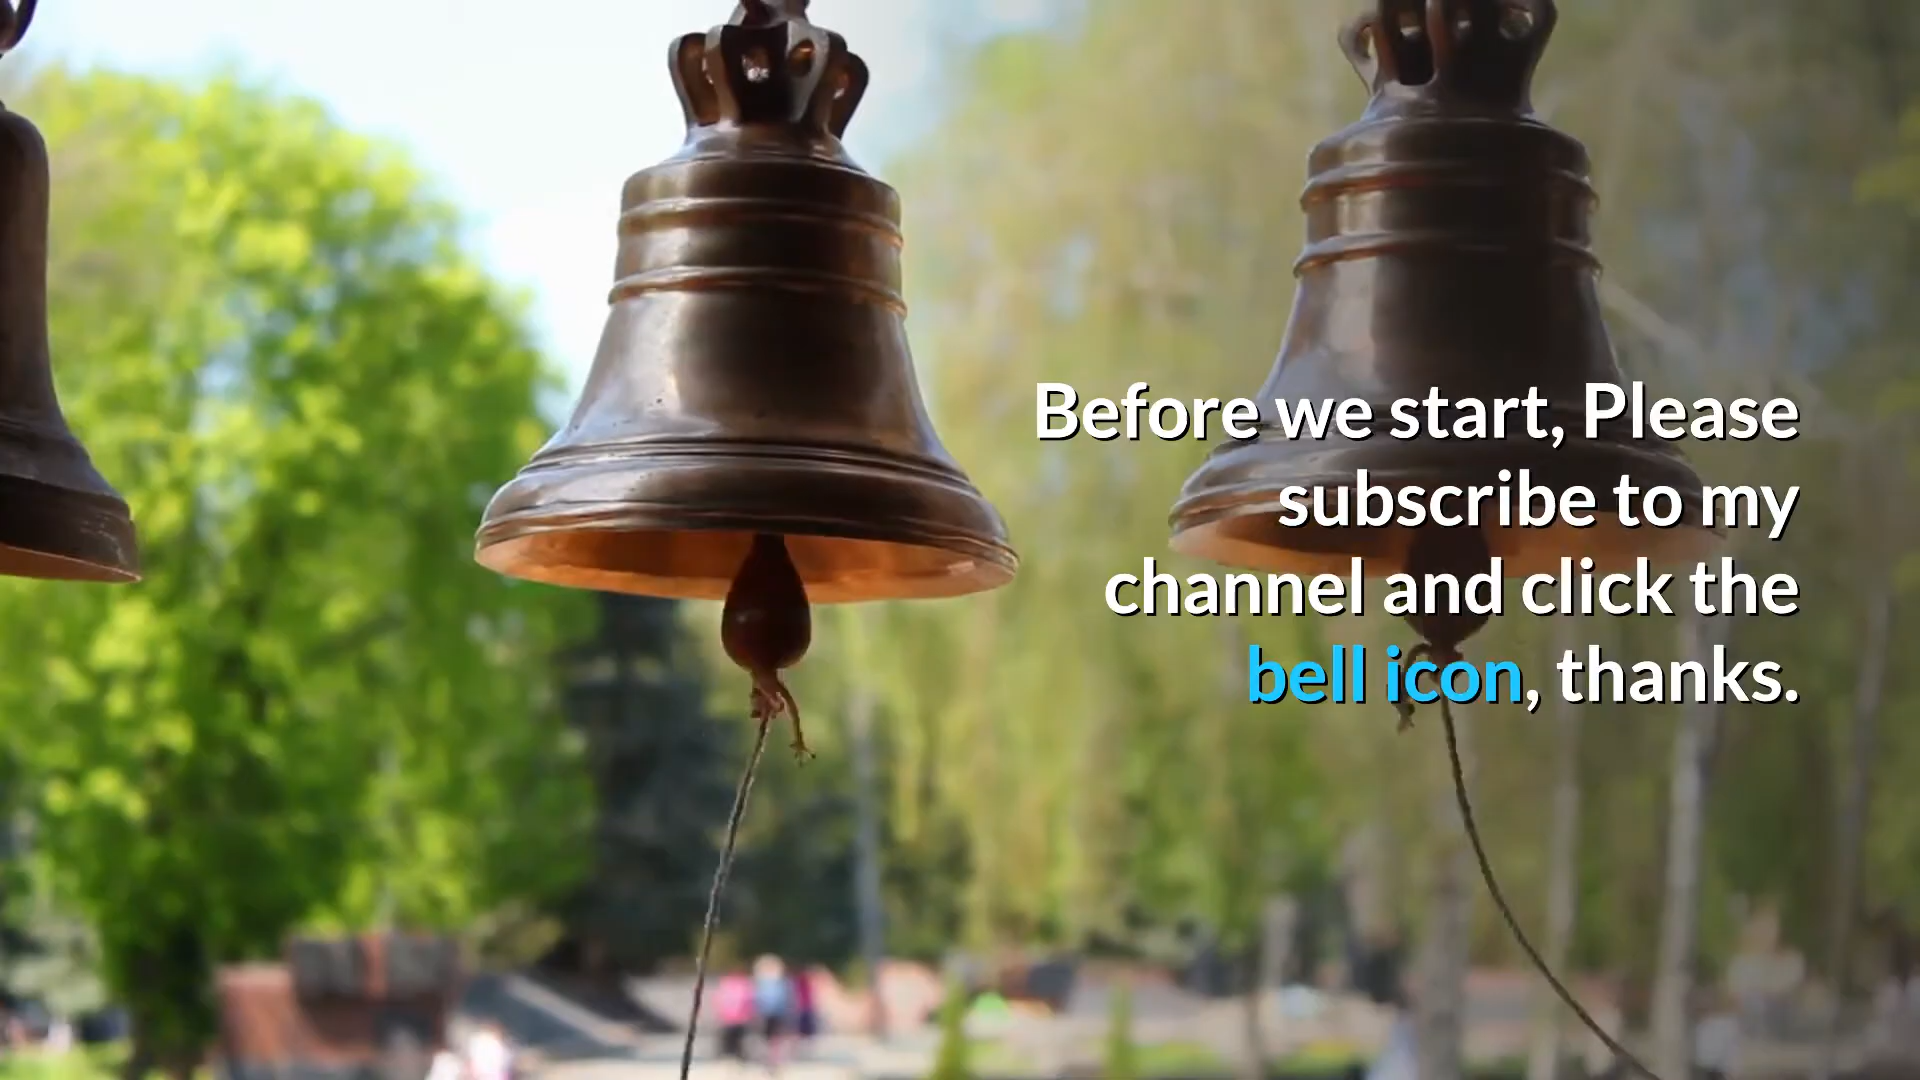 Before we start, Please
subscribe to my
channel and click the
bell icon, thanks.